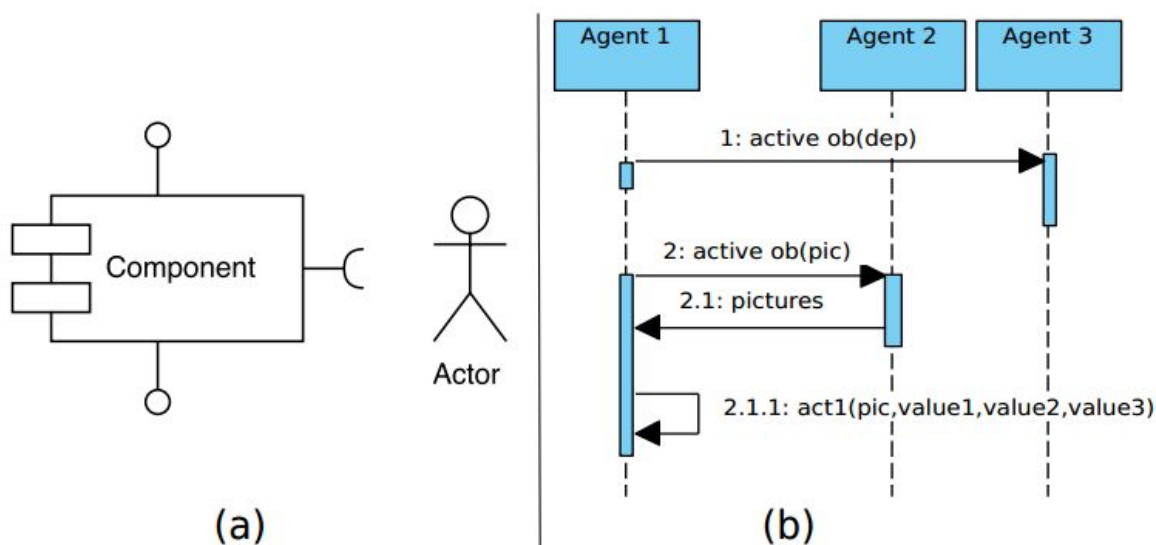 Component
Actor
(a)
Agent 1
Agent 2
Agent 3
1: active ob(dep)
2: active ob(pic)
2.1: pictures
2.1.1: act1(pic,value1,value2,value3)
(b)